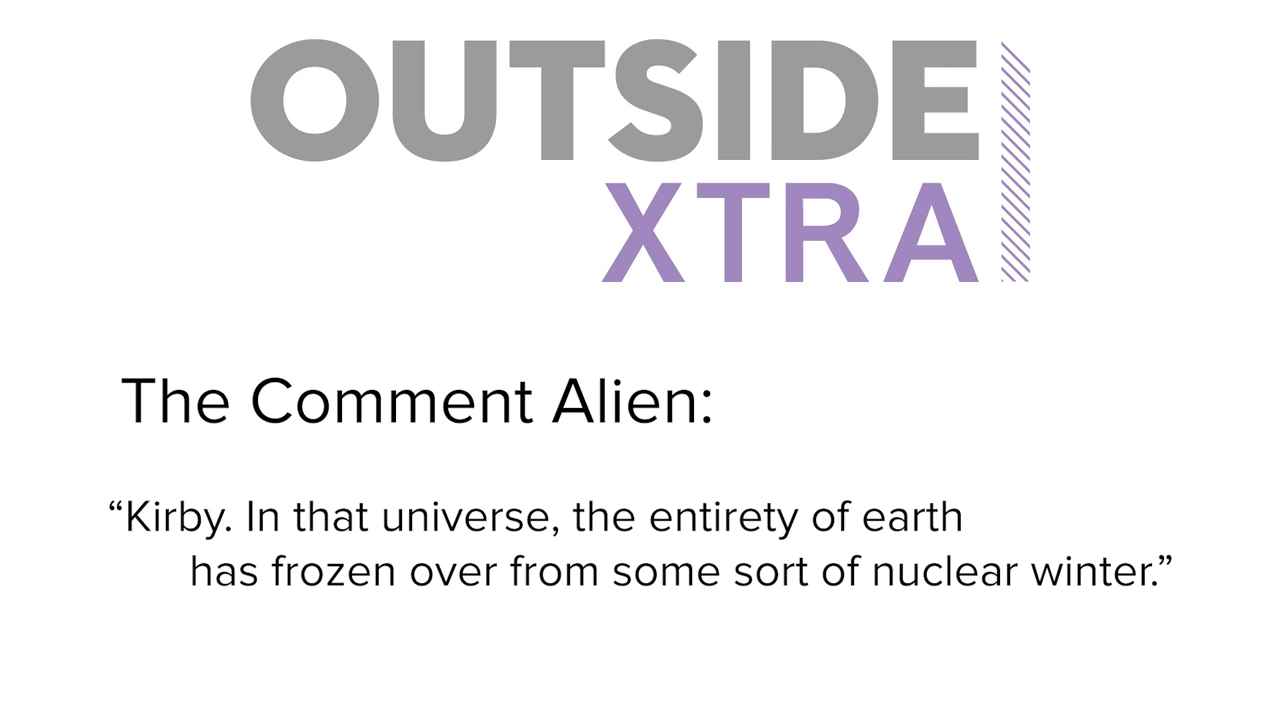 OUTSIDE
XTRA
The Comment Alien:
“Kirby. In that universe, the entirety of earth
has frozen over from some sort of nuclear winter.”